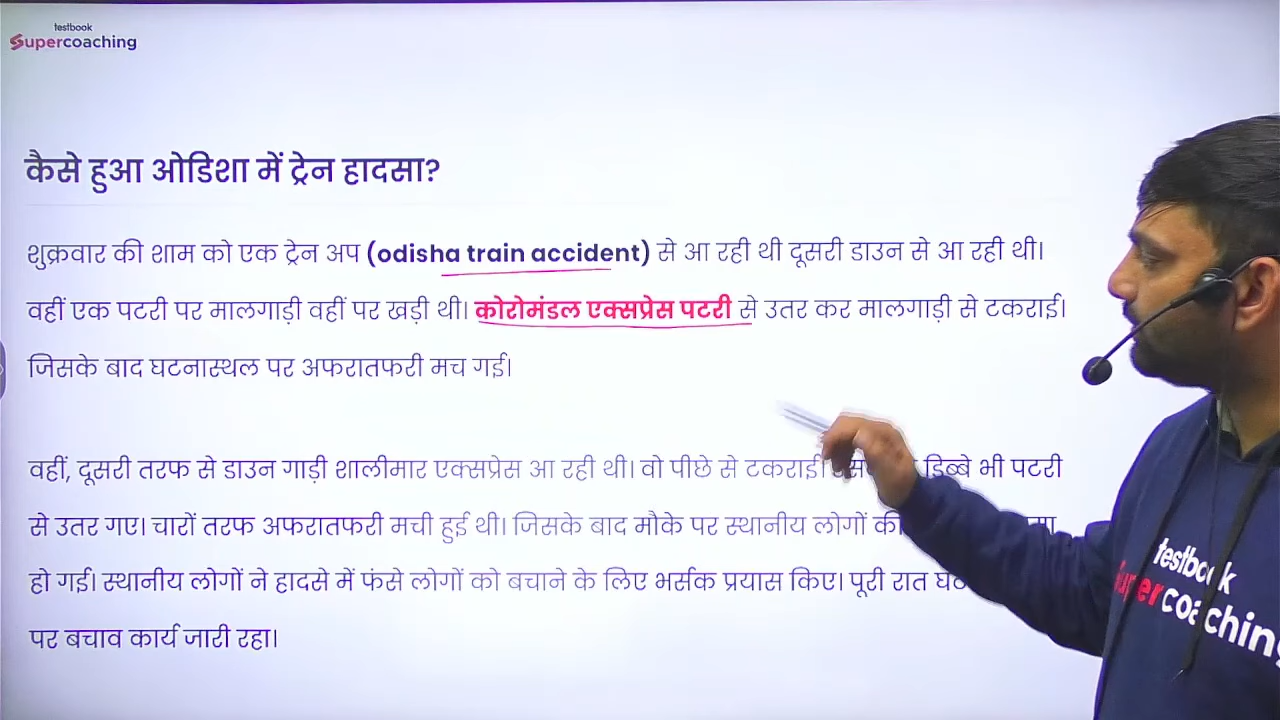 testbook
Supercoaching
कैसे हुआ ओडिशा में ट्रेन हादसा?
शुक्रवार की शाम को एक ट्रेन अप (odisha train accident) से आ रही थी दूसरी डाउन से आ रही थी।
वहीं एक पटरी पर मालगाड़ी वहीं पर खड़ी थी। कोरोमंडल एक्सप्रेस पटरी से उतर कर मालगाड़ी से टकराई।
जिसके बाद घटनास्थल पर अफरातफरी मच गई।
वहीं, दूसरी तरफ से डाउन गाड़ी शालीमार एक्सप्रेस आ रही थी। वो पीछे से टकराई। डिब्बे भी पटरी
से उतर गए। चारों तरफ अफरातफरी मची हुई थी। जिसके बाद मौके पर स्थानीय लोगों की
हो गई। स्थानीय लोगों ने हादसे में फंसे लोगों को बचाने के लिए भर्सक प्रयास किए। पूरी रात
पर बचाव कार्य जारी रहा।
testbook
Supercoaching